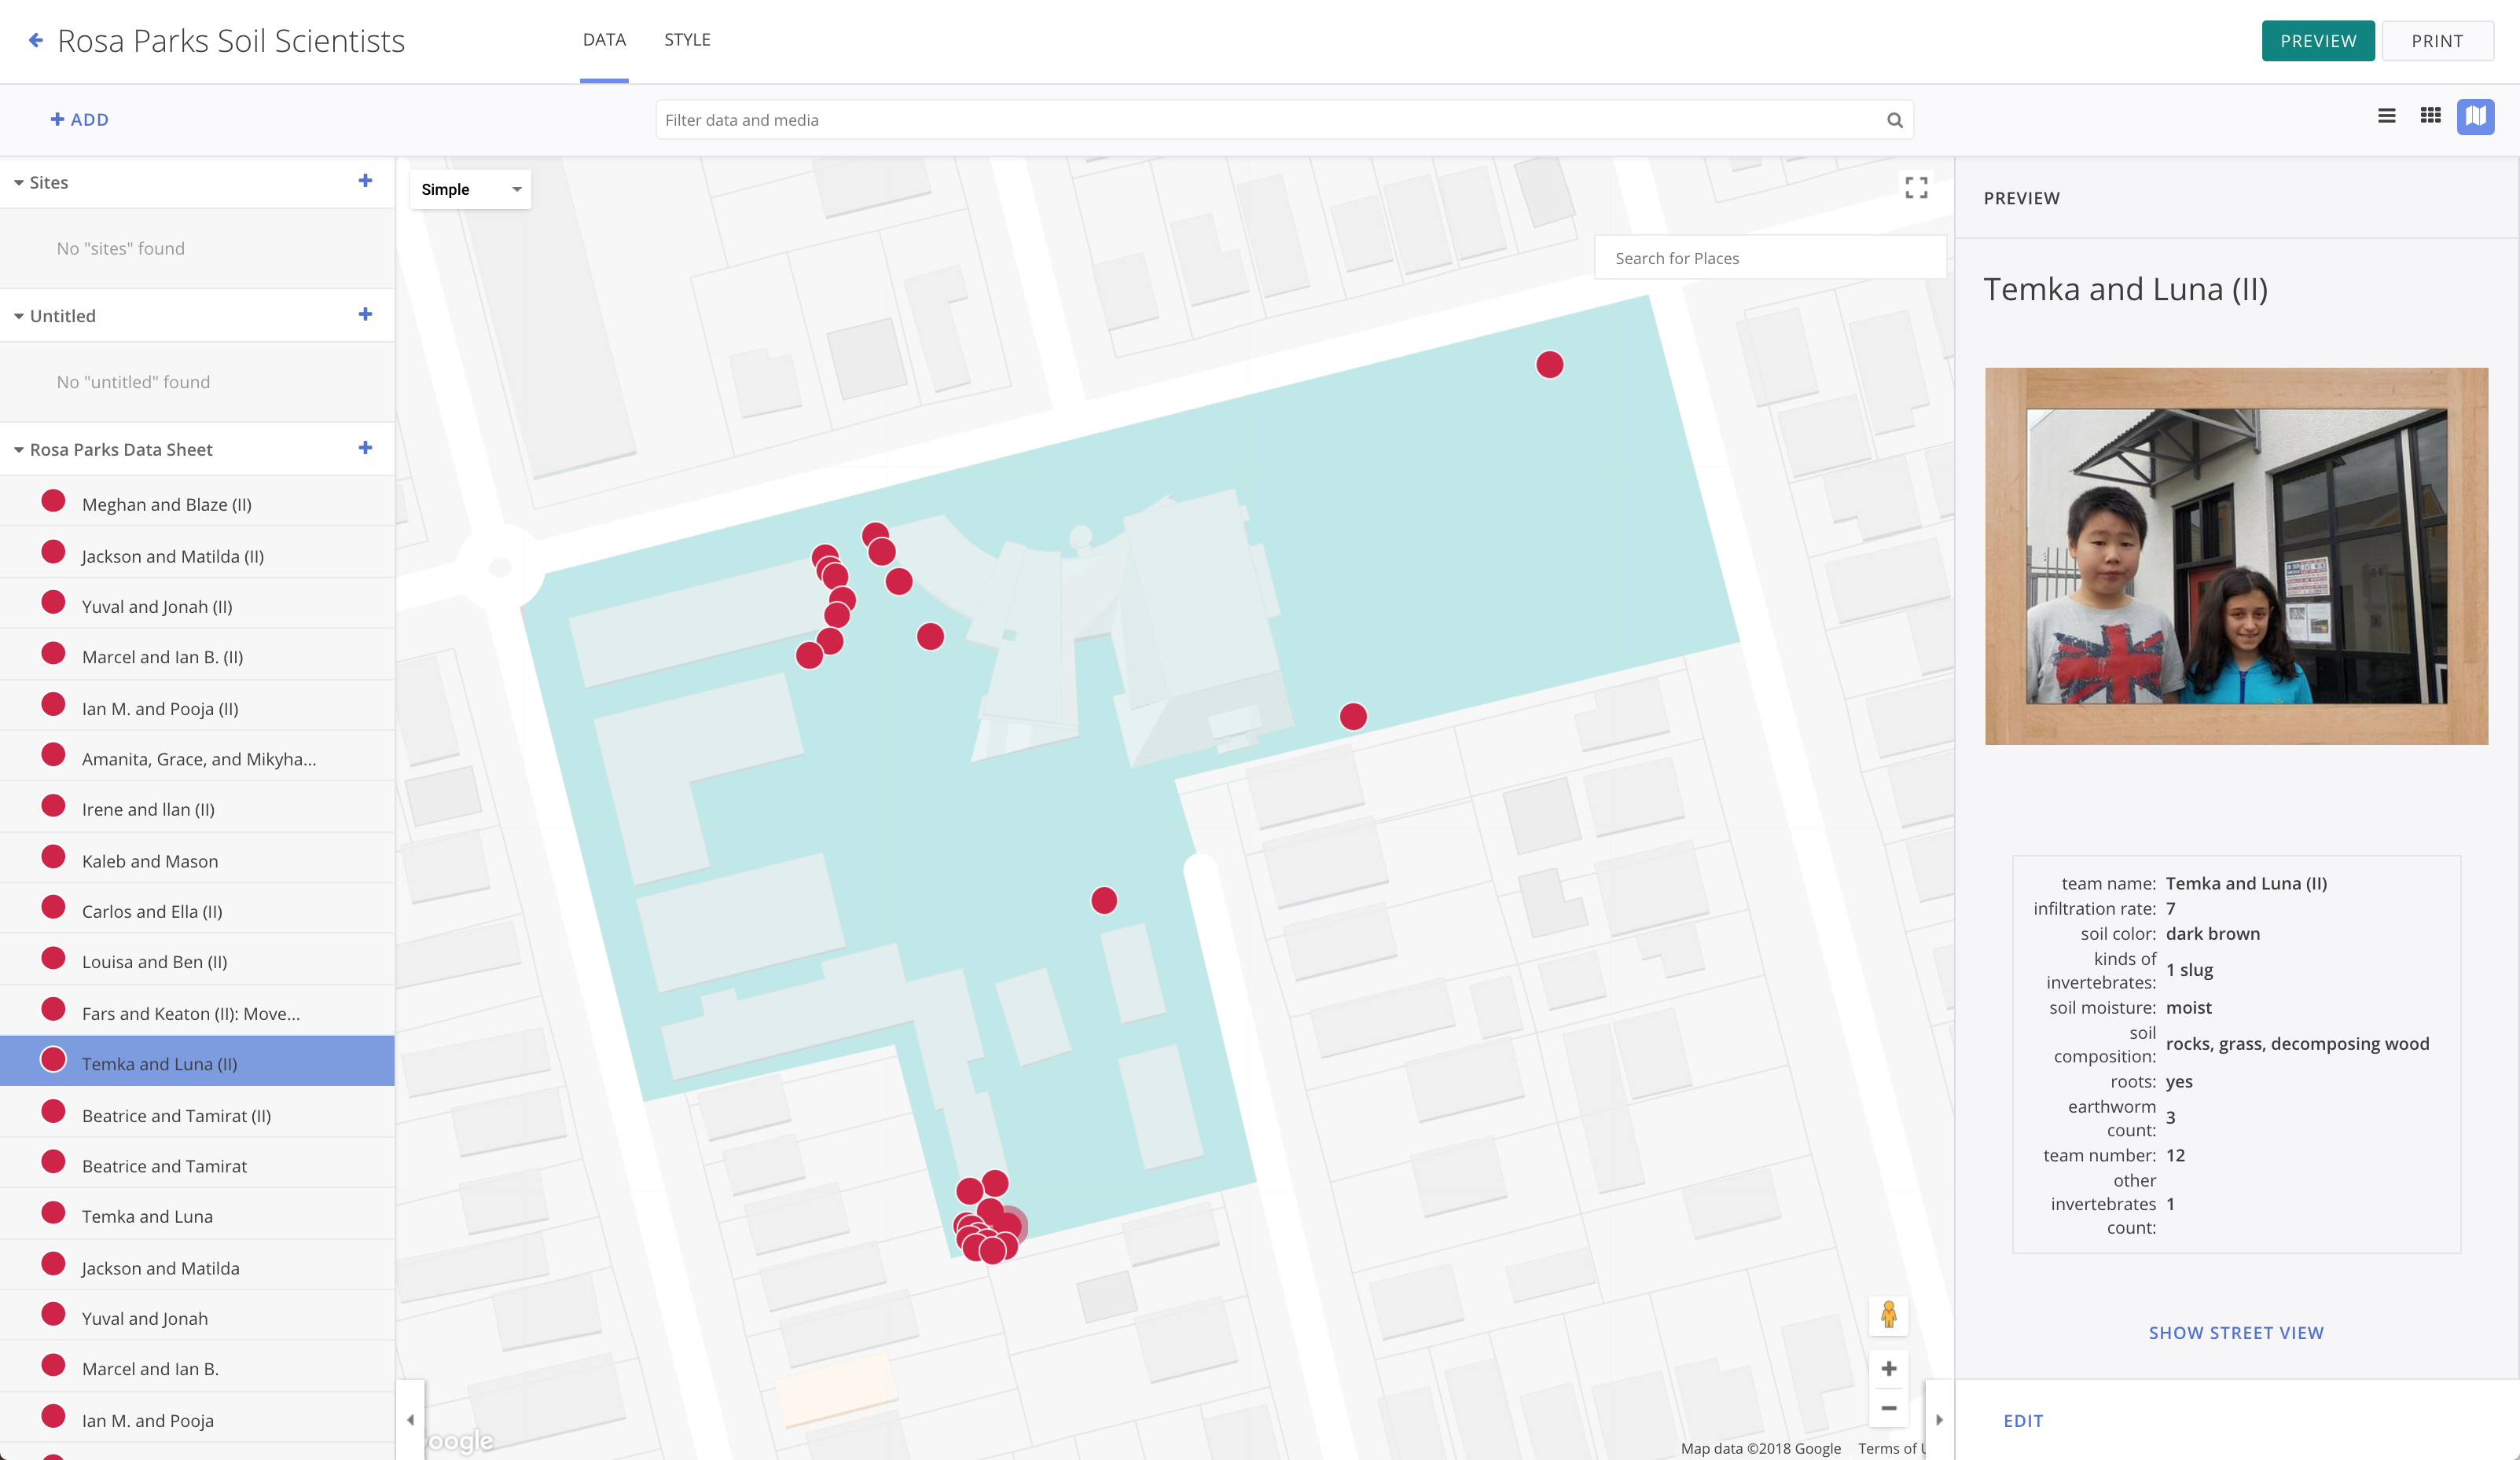 Rosa Parks Soil Scientists
DATA
STYLE
PREVIEW
PRINT
ADD
Filter data and media
Sites
No "sites" found
Untitled
No "untitled" found
Rosa Parks Data Sheet
Meghan and Blaze (II)
Jackson and Matilda (II)
Yuval and Jonah (II)
Marcel and Ian B. (II)
Ian M. and Pooja (II)
Amanita, Grace, and Mikyha...
Irene and llan (II)
Kaleb and Mason
Carlos and Ella (II)
Louisa and Ben (II)
Fars and Keaton (II): Move...
Temka and Luna (II)
Beatrice and Tamirat (II)
Beatrice and Tamirat
Temka and Luna
Jackson and Matilda
Yuval and Jonah
Marcel and Ian B.
Ian M. and Pooja
Simple
Search for Places
oogle
Map data ©2018 Google
Terms of
PREVIEW
Temka and Luna (II)
team name: Temka and Luna (II)
infiltration rate: 7
soil color: dark brown
kinds of
invertebrates: 1 slug
soil moisture: moist
soil
composition: rocks, grass, decomposing wood
roots: yes
earthworm
count: 3
team number: 12
other
invertebrates 1
count:
SHOW STREET VIEW
EDIT